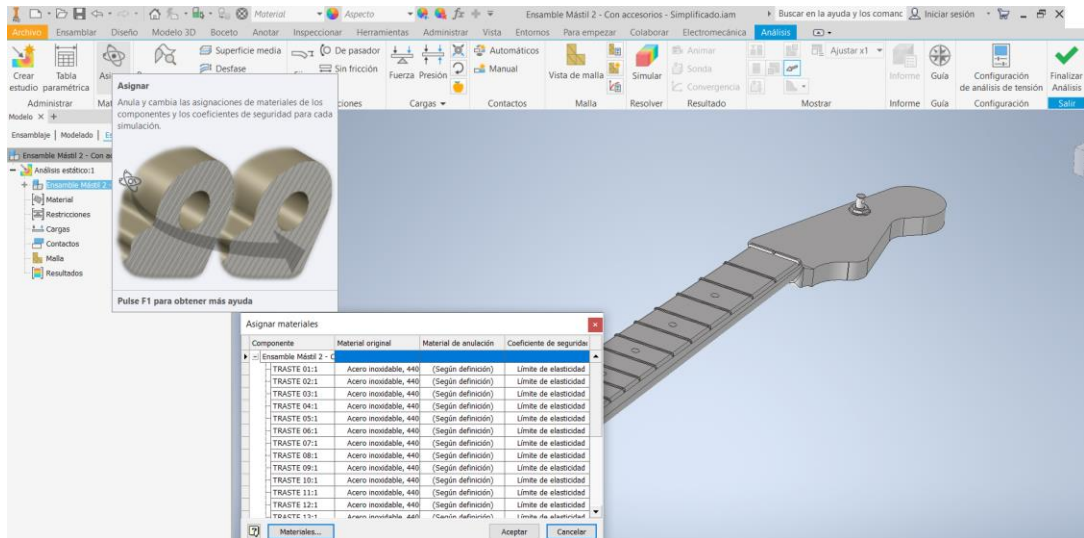 Material
Aspecto
Ensamble Mástil 2 - Con accesorios - Simplificado.iam
Buscar en la ayuda y los comanc
Iniciar sesión
Archivo Ensamblar Diseño Modelo 3D Boceto Anotar Inspeccionar Herramientas Administrar Vista Entornos Para empezar Colaborar Electromecánica Análisis
Superficie media De pasador Automáticos Animar Ajustar x1
Desfase Sin fricción Manual Sonda
Convergencia
Crear estudio
Tabla paramétrica
Fuerza Presión Vista de malla Simular Informe Guía
Configuración de análisis de tensión
Finalizar Análisis
Administrar Cargas Contactos Malla Resolver Resultado Mostrar Informe Guía Configuración Salir
Modelo
Ensamblaje | Modelado |
Ensamble Mástil 2 - Con
Análisis estático:1
Ensamble Mástil 2 -
Material
Restricciones
Cargas
Contactos
Malla
Resultados
Asignar
Anula y cambia las asignaciones de materiales de los
componentes y los coeficientes de seguridad para cada
simulación.
Pulse F1 para obtener más ayuda
Asignar materiales
Componente Material original Material de anulación Coeficiente de seguridad
Ensamble Mástil 2 - C
TRASTE 01:1 Acero inoxidable, 440 (Según definición) Límite de elasticidad
TRASTE 02:1 Acero inoxidable, 440 (Según definición) Límite de elasticidad
TRASTE 03:1 Acero inoxidable, 440 (Según definición) Límite de elasticidad
TRASTE 04:1 Acero inoxidable, 440 (Según definición) Límite de elasticidad
TRASTE 05:1 Acero inoxidable, 440 (Según definición) Límite de elasticidad
TRASTE 06:1 Acero inoxidable, 440 (Según definición) Límite de elasticidad
TRASTE 07:1 Acero inoxidable, 440 (Según definición) Límite de elasticidad
TRASTE 08:1 Acero inoxidable, 440 (Según definición) Límite de elasticidad
TRASTE 09:1 Acero inoxidable, 440 (Según definición) Límite de elasticidad
TRASTE 10:1 Acero inoxidable, 440 (Según definición) Límite de elasticidad
TRASTE 11:1 Acero inoxidable, 440 (Según definición) Límite de elasticidad
TRASTE 12:1 Acero inoxidable, 440 (Según definición) Límite de elasticidad
TRASTE 13:1 Acero inoxidable, 440 (Según definición) Límite de elasticidad
Materiales... Aceptar Cancelar